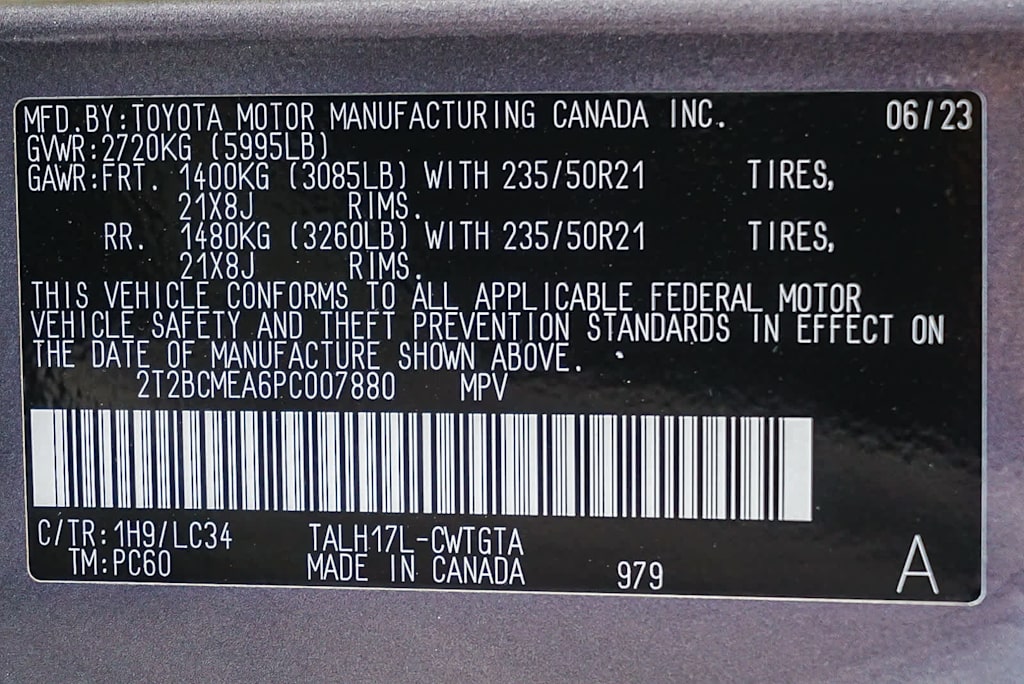 MFD.BY:TOYOTA MOTOR MANUFACTURING CANADA INC. 06/23
GVWR:2720KG (5995LB)
GAWR:FRT. 1400KG (3085LB) WITH 235/50R21 TIRES,
21X8J RIMS.
RR. 1480KG (3260LB) WITH 235/50R21 TIRES,
21X8J RIMS.
THIS VEHICLE CONFORMS TO ALL APPLICABLE FEDERAL MOTOR
VEHICLE SAFETY AND THEFT PREVENTION STANDARDS IN EFFECT ON
THE DATE OF MANUFACTURE SHOWN ABOVE.
2T2BCMEA6PC007880 MPV
C/TR:1H9/LC34 TALH17L-CWTGTA
TM:PC60 MADE IN CANADA 979 A